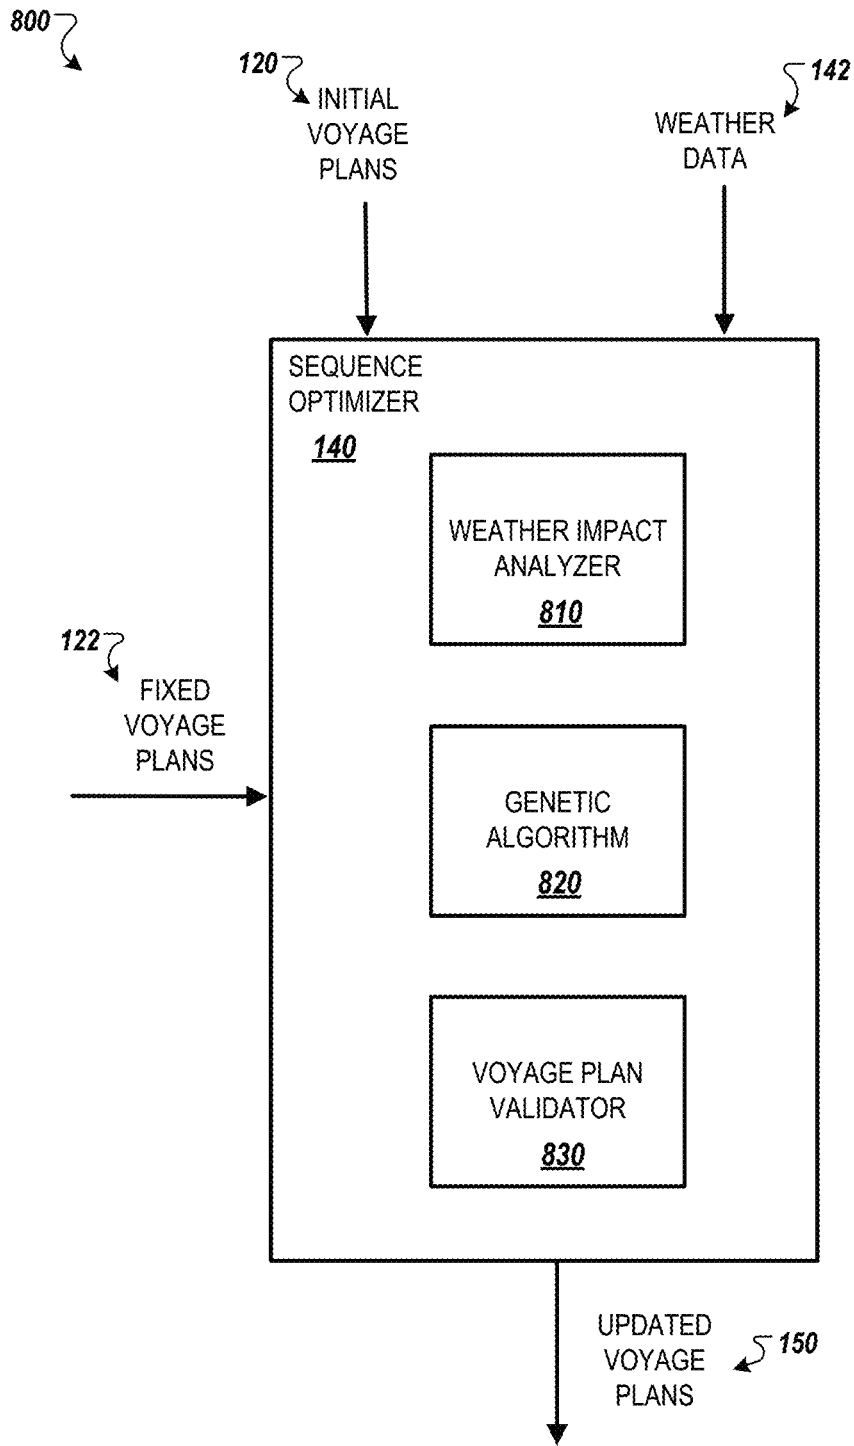 800
120
INITIAL
VOYAGE
PLANS
142
WEATHER
DATA
SEQUENCE
OPTIMIZER
140
WEATHER IMPACT
ANALYZER
810
122
FIXED
VOYAGE
PLANS
GENETIC
ALGORITHM
820
VOYAGE PLAN
VALIDATOR
830
UPDATED
VOYAGE
PLANS
150